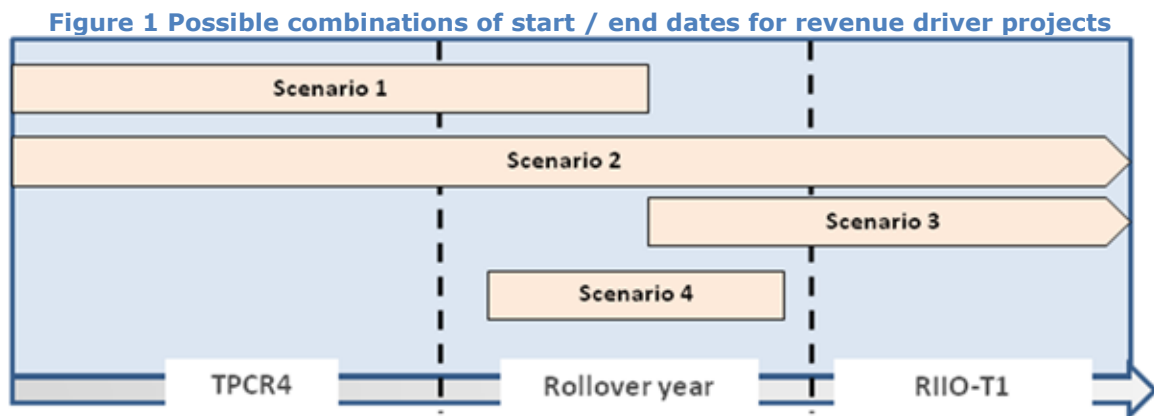 Figure 1 Possible combinations of start / end dates for revenue driver projects
Scenario 1
Scenario 2
Scenario 3
Scenario 4
TPCR4
Rollover year
RIIO-T1